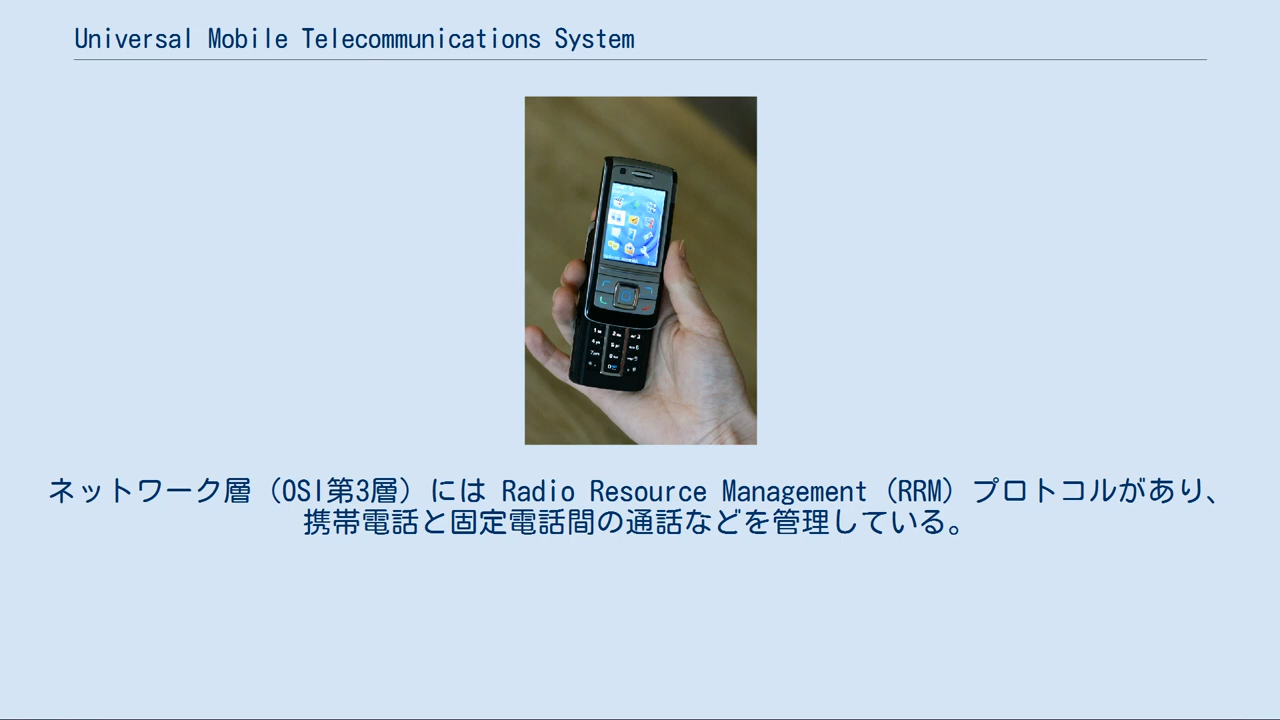 Universal Mobile Telecommunications System
ネットワーク層（OSI第3層）には Radio Resource Management（RRM）プロトコルがあり、
携帯電話と固定電話間の通話などを管理している。